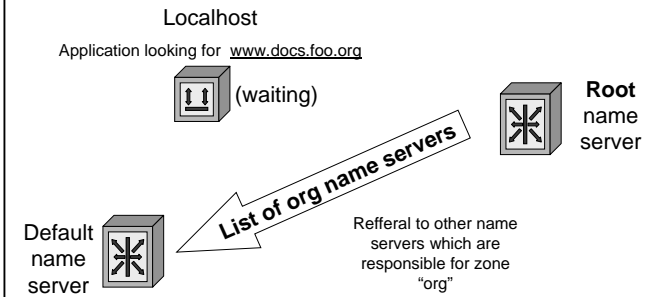 Localhost
Application looking for www.docs.foo.org
(waiting)
Root
name
server
List of org name servers
Default
name
server
Refferal to other name
servers which are
responsible for zone
“org”